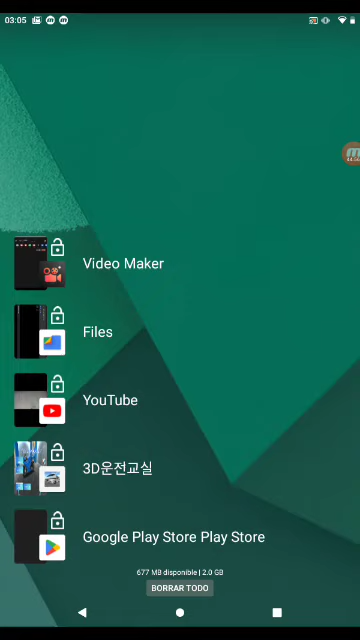 03:05
Video Maker
Files
YouTube
3D운전교실
Google Play Store Play Store
677 MB disponible | 2.0 GB
BORRAR TODO